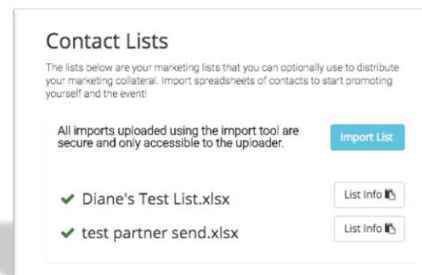 Contact Lists
The lists below are your marketing lists that you can optionally use to distribute
your marketing collateral. Import spreadsheets of contacts to start promoting
yourself and the event!
All imports uploaded using the import tool are
secure and only accessible to the uploader.
Import List
Diane's Test List.xlsx
List Info
test partner send.xlsx
List Info